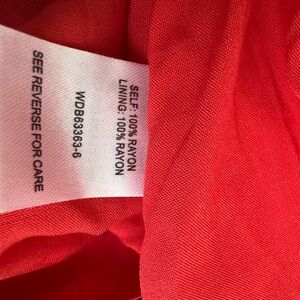 SELF: 100% RAYON
LINING: 100% RAYON
WDB63363-6
SEE REVERSE FOR CARE